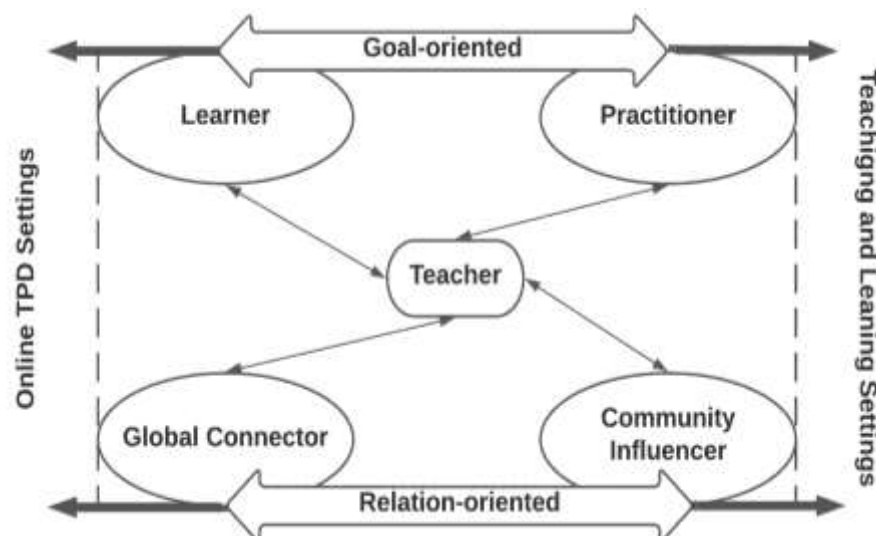 Goal-oriented
Learner
Practitioner
Online TPD Settings
Teacher
Teachigng and Leaning Settings
Global Connector
Community
Influencer
Relation-oriented